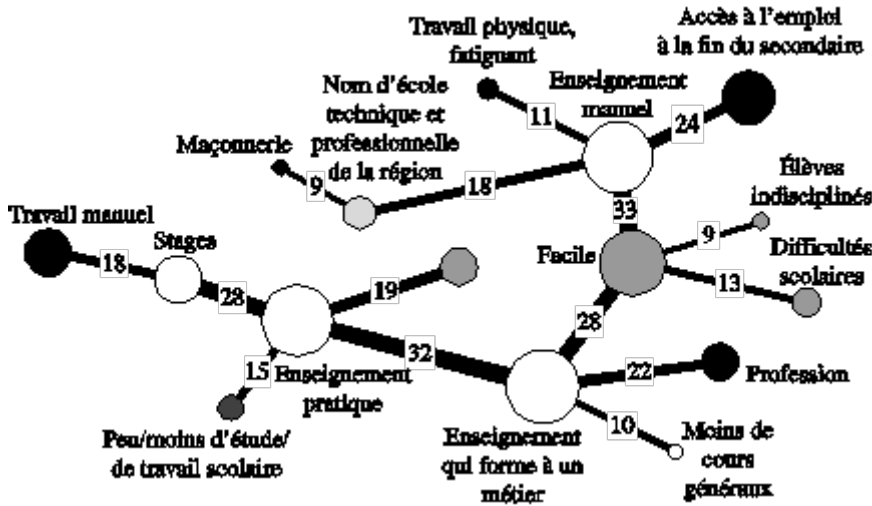 Travail physique,
fatigant
Accès à l'emploi
à la fin du secondaire
Nom d'école
technique et
professionnelle
de la région
Enseignement
manuel
11
24
Maçonnerie
9
18
Élèves
indisciplinés
33
9
Travail manuel
Stages
18
28
19
Facile
13
Difficultés
scolaires
28
32
15
Enseignement
pratique
22
Profession
10
Peu/moins d'étude/
de travail scolaire
Enseignement
qui forme à un
métier
Moins de
cours
généraux